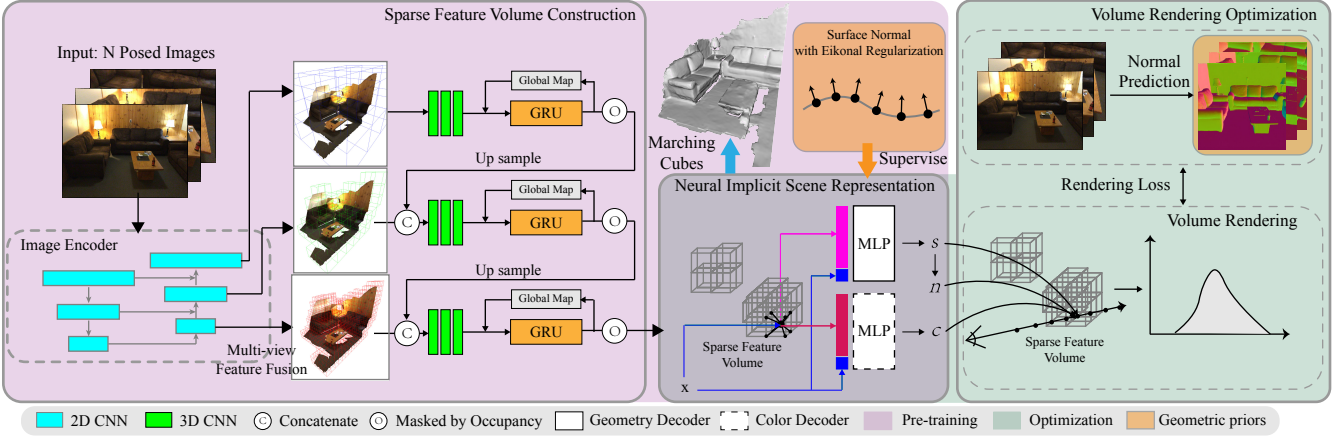 Sparse Feature Volume Construction
Input: N Posed Images
Image Encoder
Multi-view
Feature Fusion
Global Map
GRU
O
Up sample
C
Global Map
GRU
O
Up sample
C
Global Map
GRU
O
Marching
Cubes
Surface Normal
with Eikonal Regularization
Supervise
Neural Implicit Scene Representation
MLP
s
n
MLP
c
Sparse Feature
Volume
x
Volume Rendering Optimization
Normal
Prediction
Rendering Loss
Volume Rendering
Sparse Feature
Volume
2D CNN
3D CNN
C Concatenate
O Masked by Occupancy
Geometry Decoder
Color Decoder
Pre-training
Optimization
Geometric priors